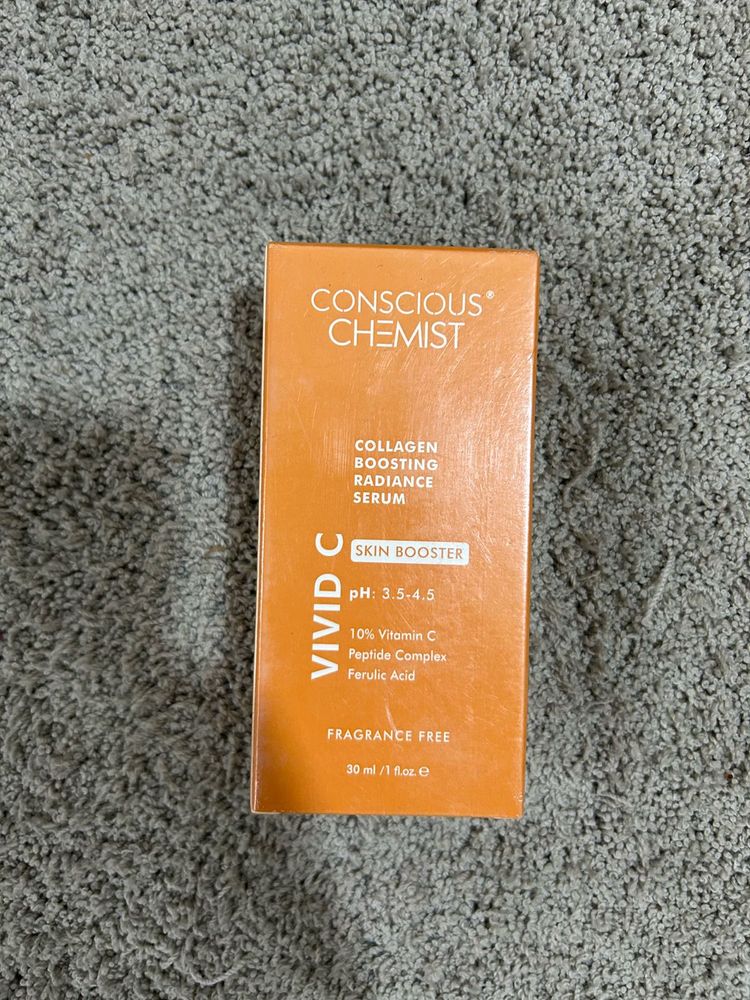 CONSCIOUS®
CHEMIST
COLLAGEN
BOOSTING
RADIANCE
SERUM
VIVID C
SKIN BOOSTER
pH: 3.5-4.5
10% Vitamin C
Peptide Complex
Ferulic Acid
FRAGRANCE FREE
30 ml /1 fl.oz. ℮